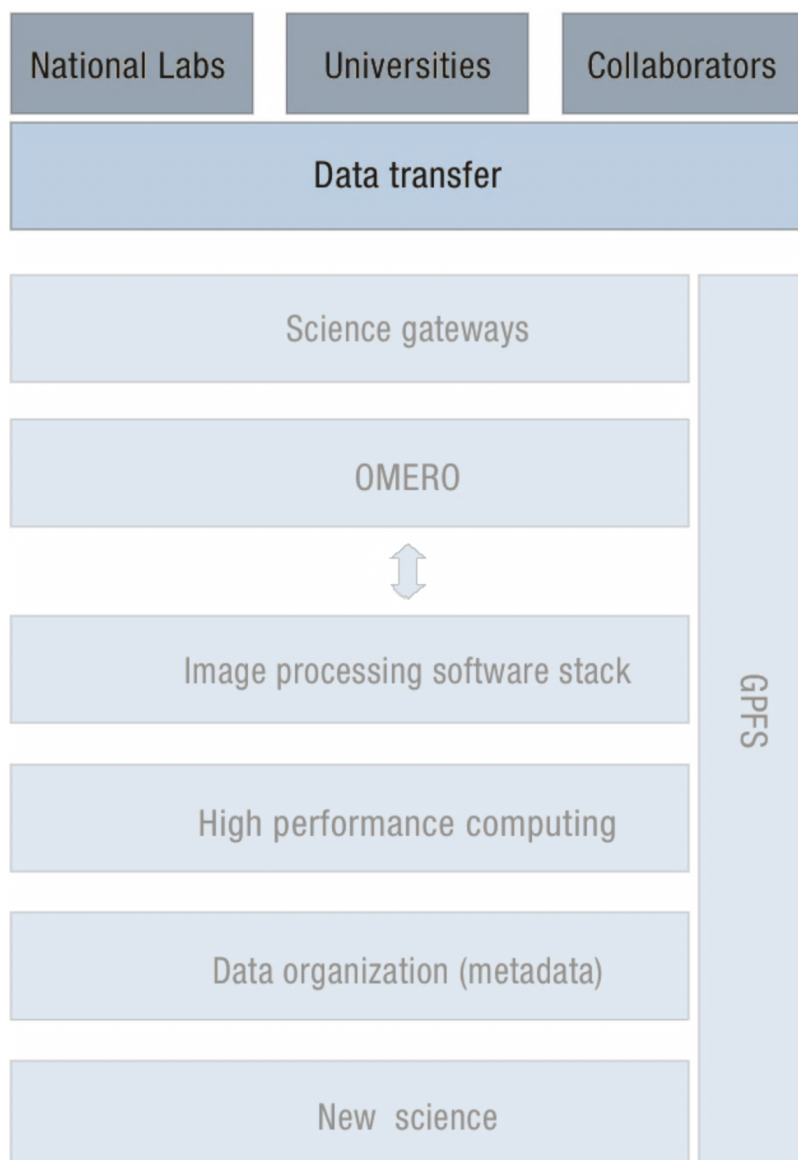 National Labs
Universities
Collaborators
Data transfer
Science gateways
OMERO
Image processing software stack
GPFS
High performance computing
Data organization (metadata)
New science